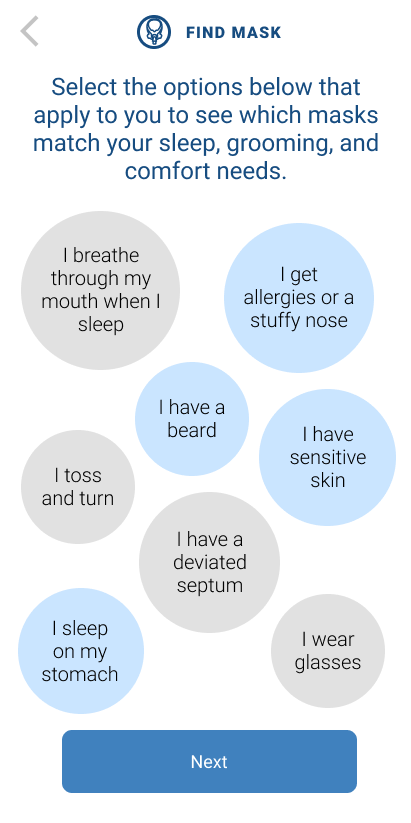 FIND MASK
Select the options below that
apply to you to see which masks
match your sleep, grooming, and
comfort needs.
I breathe
through my
mouth when I
sleep
I get
allergies or a
stuffy nose
I have a
beard
I have
sensitive
skin
I toss
and turn
I have a
deviated
septum
I sleep
on my
stomach
I wear
glasses
Next